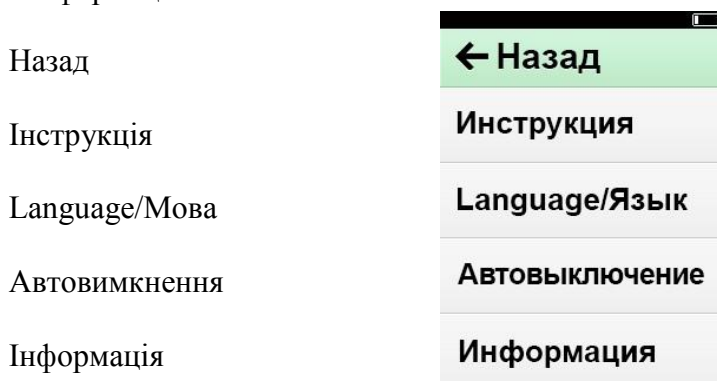 Назад
Інструкція
Language/Мова
Автовимкнення
Інформація
←Назад
Инструкция
Language/Язык
Автовыключение
Информация